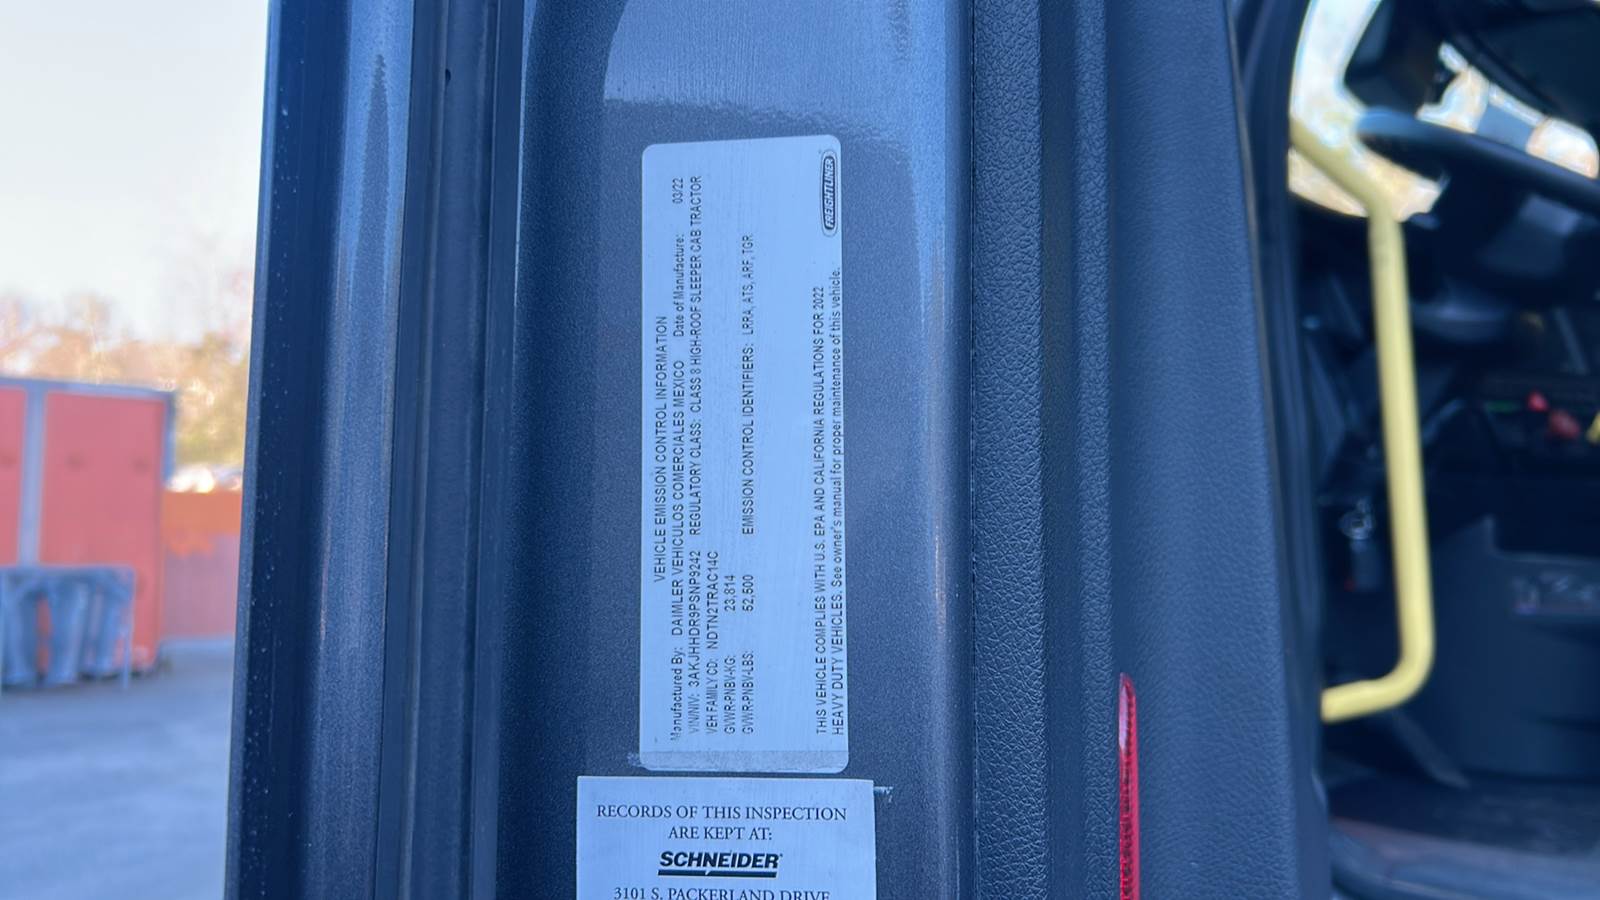 VEHICLE EMISSION CONTROL INFORMATION
Manufactured By: DAIMLER VEHICULOS COMERCIALES MEXICO Date of Manufacture: 03/22
VIN/NIV: 3AKJHHDR9PSNP9242 REGULATORY CLASS: CLASS 8 HIGH-ROOF SLEEPER CAB TRACTOR
VEH FAMILY CD: NDTN2TRAC14C
GVWR-PNBV-KG: 23,814
GVWR-PNBV-LBS: 52,500 EMISSION CONTROL IDENTIFIERS: LRRA, ATS, ARF, TGR
THIS VEHICLE COMPLIES WITH U.S. EPA AND CALIFORNIA REGULATIONS FOR 2022
HEAVY DUTY VEHICLES. See owner's manual for proper maintenance of this vehicle.
FREIGHTLINER
RECORDS OF THIS INSPECTION
ARE KEPT AT:
SCHNEIDER
3101 S. PACKERLAND DRIVE